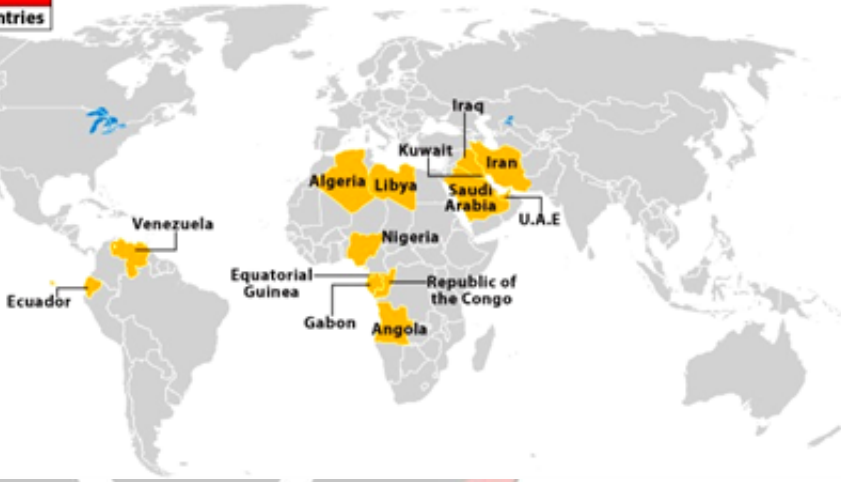 ntries
Iraq
Kuwait
Iran
Algeria
Libya
Saudi
Arabia
U.A.E
Venezuela
Nigeria
Equatorial
Guinea
Republic of
the Congo
Ecuador
Gabon
Angola